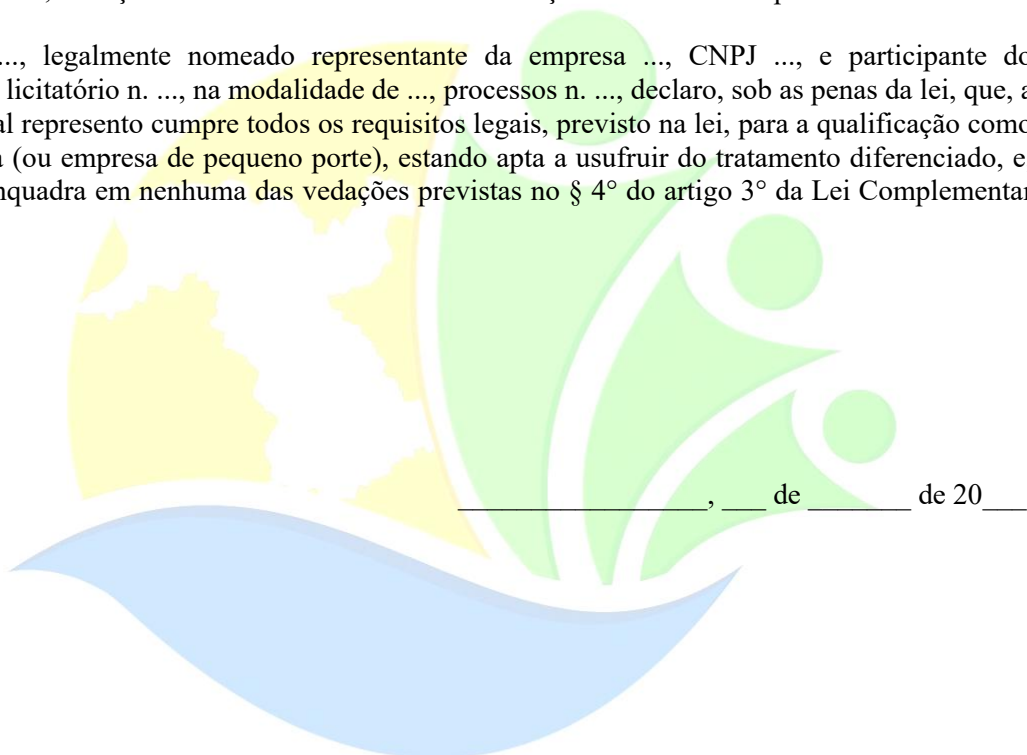 ..., legalmente nomeado representante da empresa ..., CNPJ ..., e participante do
licitatório n. ..., na modalidade de ..., processos n. ..., declaro, sob as penas da lei, que, a
represento cumpre todos os requisitos legais, previsto na lei, para a qualificação como
(ou empresa de pequeno porte), estando apta a usufruir do tratamento diferenciado, e
em nenhuma das vedações previstas no § 4° do artigo 3° da Lei Complementar
_________________, ___ de _______ de 20___